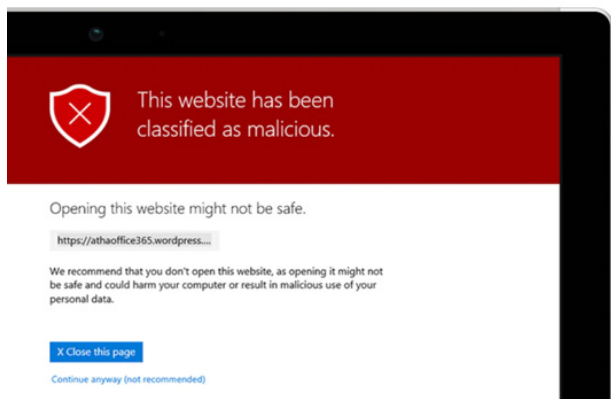 This website has been
classified as malicious.
Opening this website might not be safe.
https://athaoffice365.wordpress....
We recommend that you don't open this website, as opening it might not
be safe and could harm your computer or result in malicious use of your
personal data.
X Close this page
Continue anyway (not recommended)